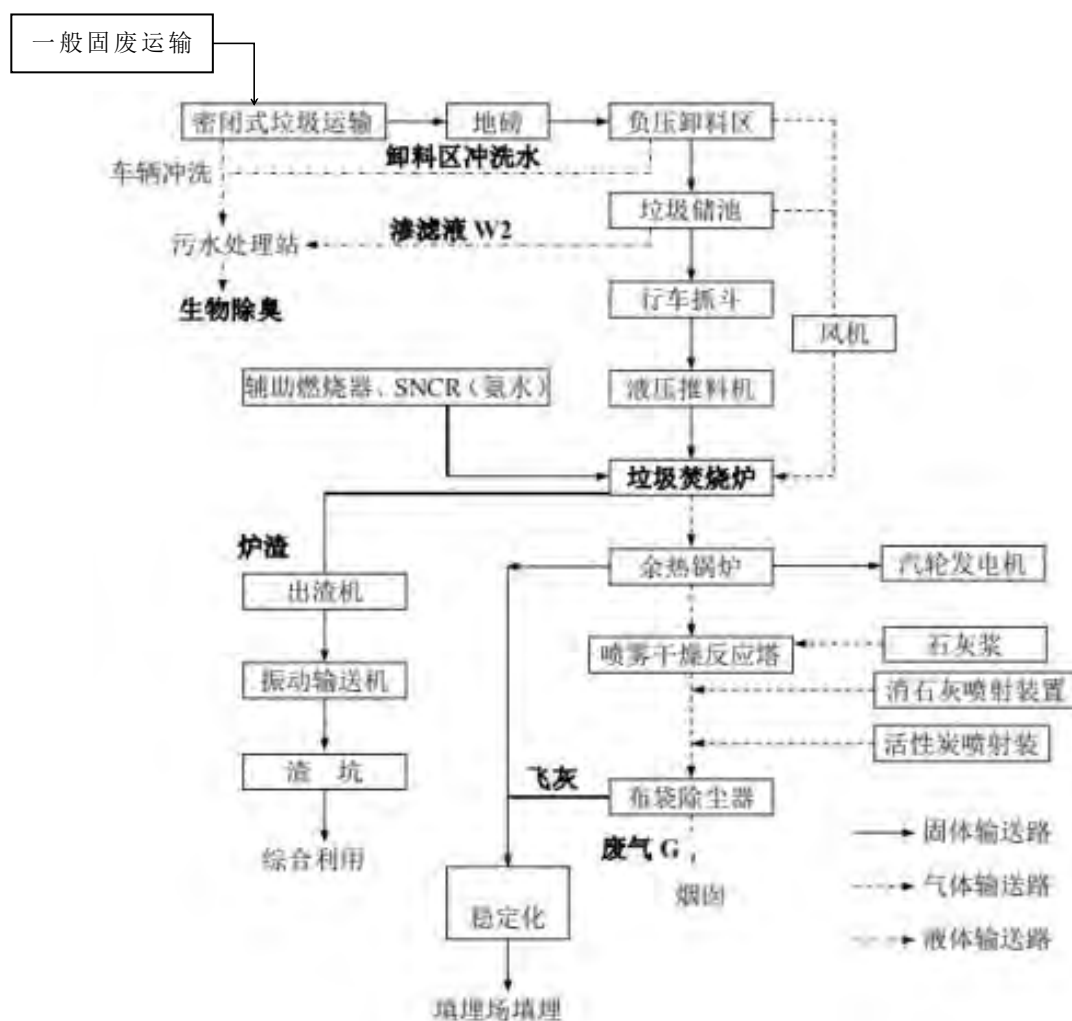 一般固废运输
密闭式垃圾运输
地磅
负压卸料区
卸料区冲洗水
车辆冲洗
垃圾储池
渗滤液 W2
污水处理站
生物除臭
行车抓斗
风机
辅助燃烧器、SNCR（氨水）
液压推料机
垃圾焚烧炉
炉渣
余热锅炉
汽轮发电机
出渣机
喷雾干燥反应塔
石灰浆
振动输送机
消石灰喷射装置
活性炭喷射装
渣 坑
飞灰
布袋除尘器
固体输送路
废气 G
综合利用
烟囱
气体输送路
稳定化
液体输送路
填埋场填埋